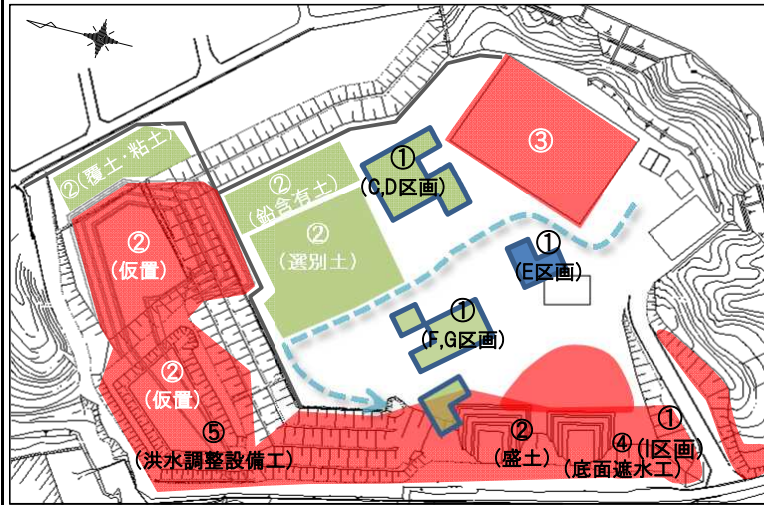 ②(覆土・粘土)
①
(C,D区画)
③
②
(鉛含有土)
②
(仮置)
②
(選別土)
①
(E区画)
①
(F,G区画)
②
(仮置)
⑤
(洪水調整設備工)
②
(盛土)
①
(I区画)
④
(底面遮水工)